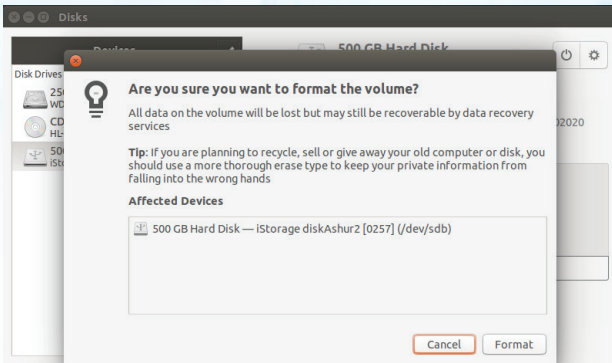 Disks
500 GB Hard Disk
Disk Drives
Are you sure you want to format the volume?
All data on the volume will be lost but may still be recoverable by data recovery
services
Tip: If you are planning to recycle, sell or give away your old computer or disk, you
should use a more thorough erase type to keep your private information from
falling into the wrong hands
Affected Devices
500 GB Hard Disk — iStorage diskAshur2 [0257] (/dev/sdb)
Cancel
Format
25
WD
CD
HL-
50
iSto
02020